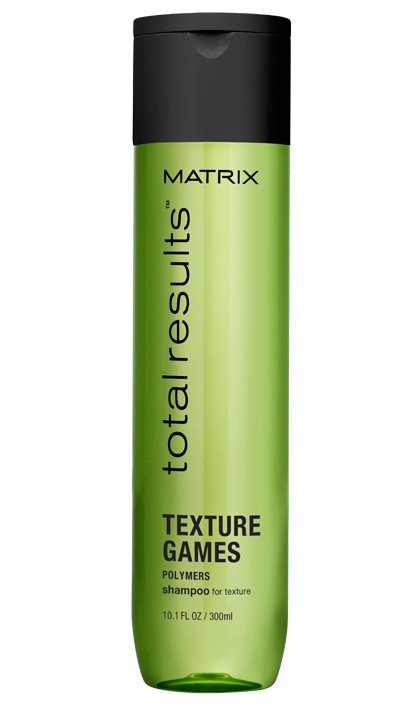 MATRIX
total results™
TEXTURE
GAMES
POLYMERS
shampoo for texture
10.1 FL OZ / 300ml